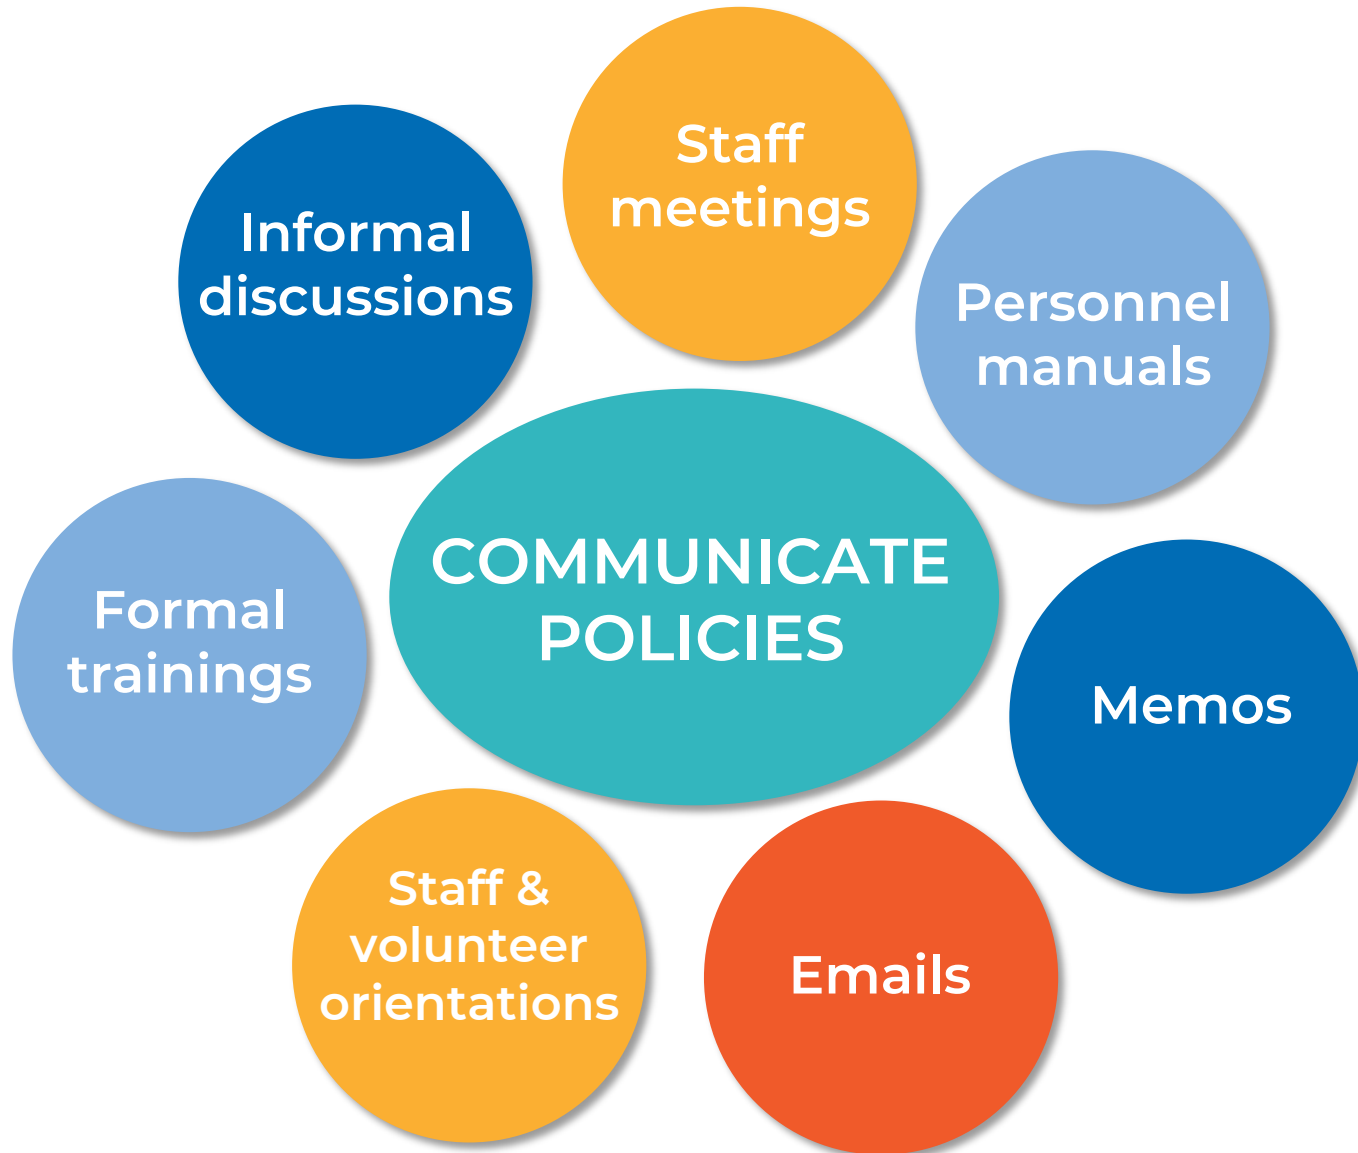 Staff
meetings
Informal
discussions
Personnel
manuals
COMMUNICATE
POLICIES
Formal
trainings
Memos
Staff &
volunteer
orientations
Emails